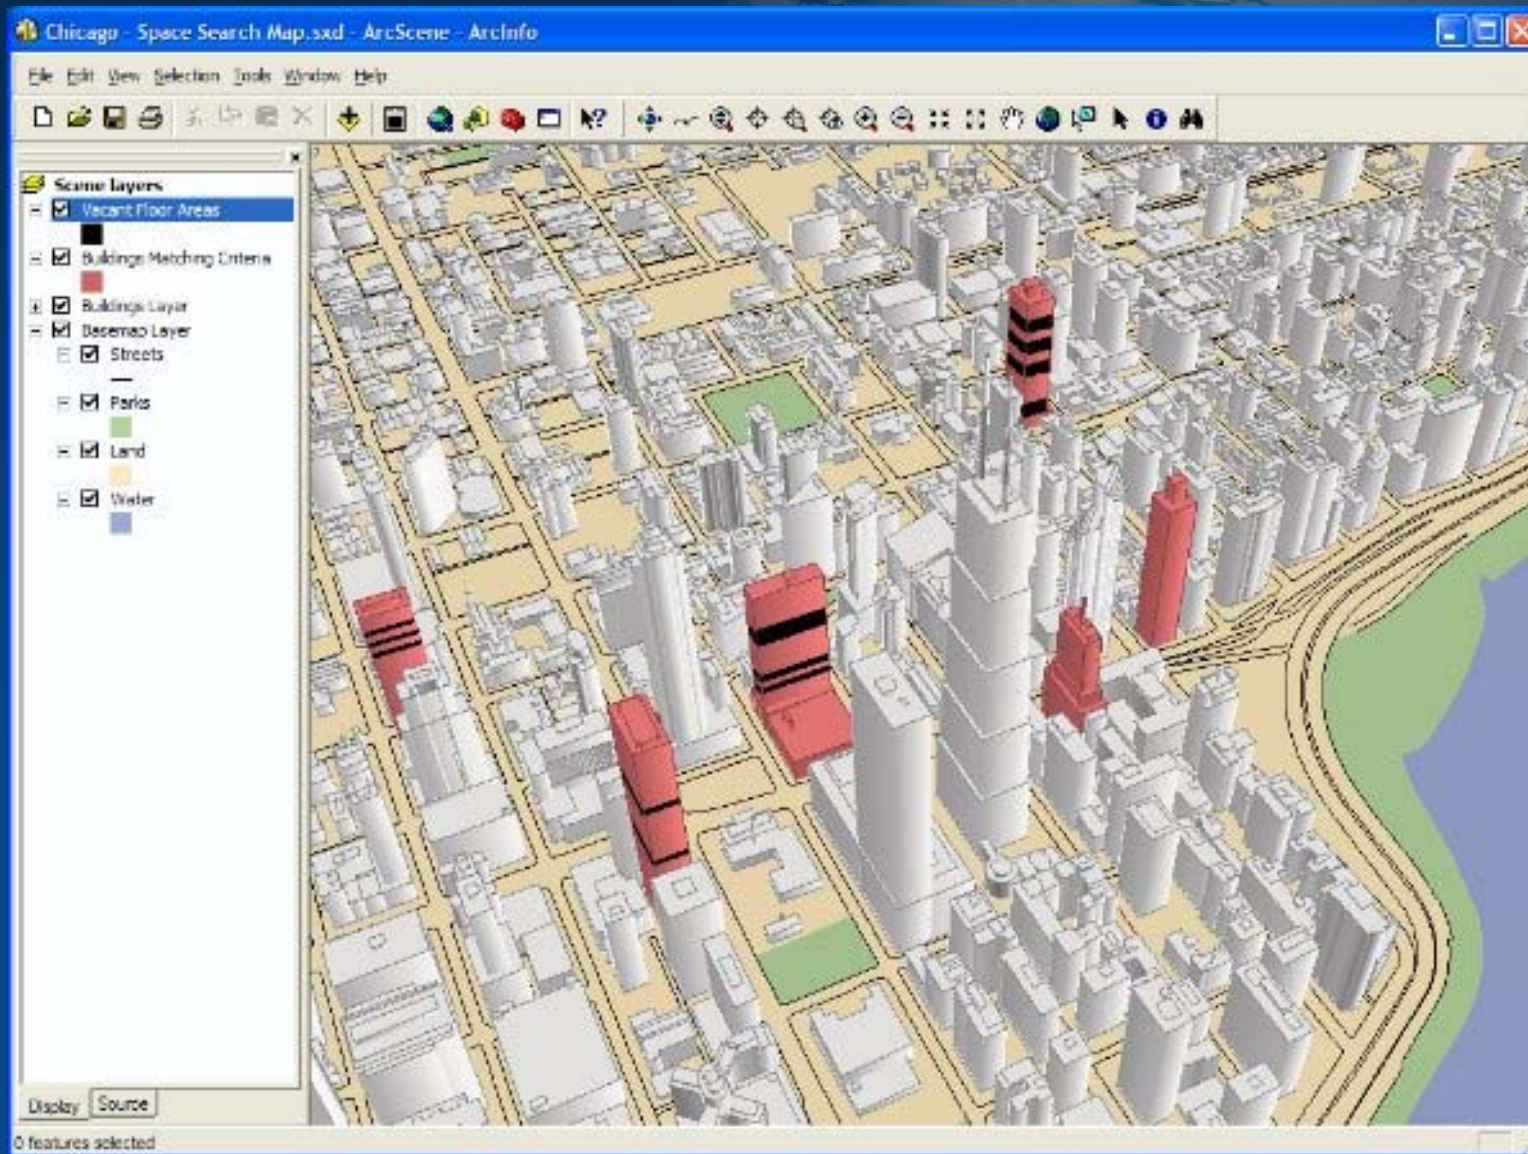 Chicago - Space Search Map.sxd - ArcScene - ArcInfo
File Edit View Selection Tools Window Help
Scene layers
Vacant Floor Areas
Buildings Matching Criteria
Buildings Layer
Basemap Layer
Streets
Parks
Land
Water
Display Source
0 features selected